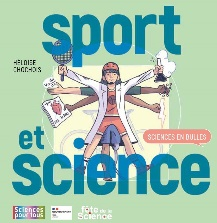 sport
HÉLOÏSE
CHOCHOIS
SCIENCES EN BULLES
et
science
Sciences
pour tous
fête
de la
Science